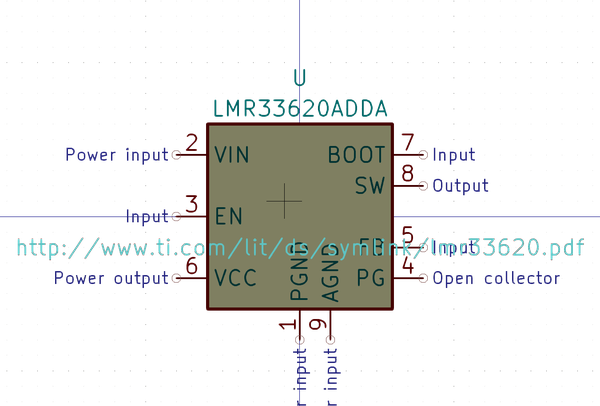 U
LMR33620ADDA
Power input 2 VIN BOOT 7 Input
SW 8 Output
Input 3 EN
http://www.ti.com/lit/ds/symlink/lmr33620.pdf
FB 5 Input
Power output 6 VCC PG 4 Open collector
PGND AGND
1 9
r input r input